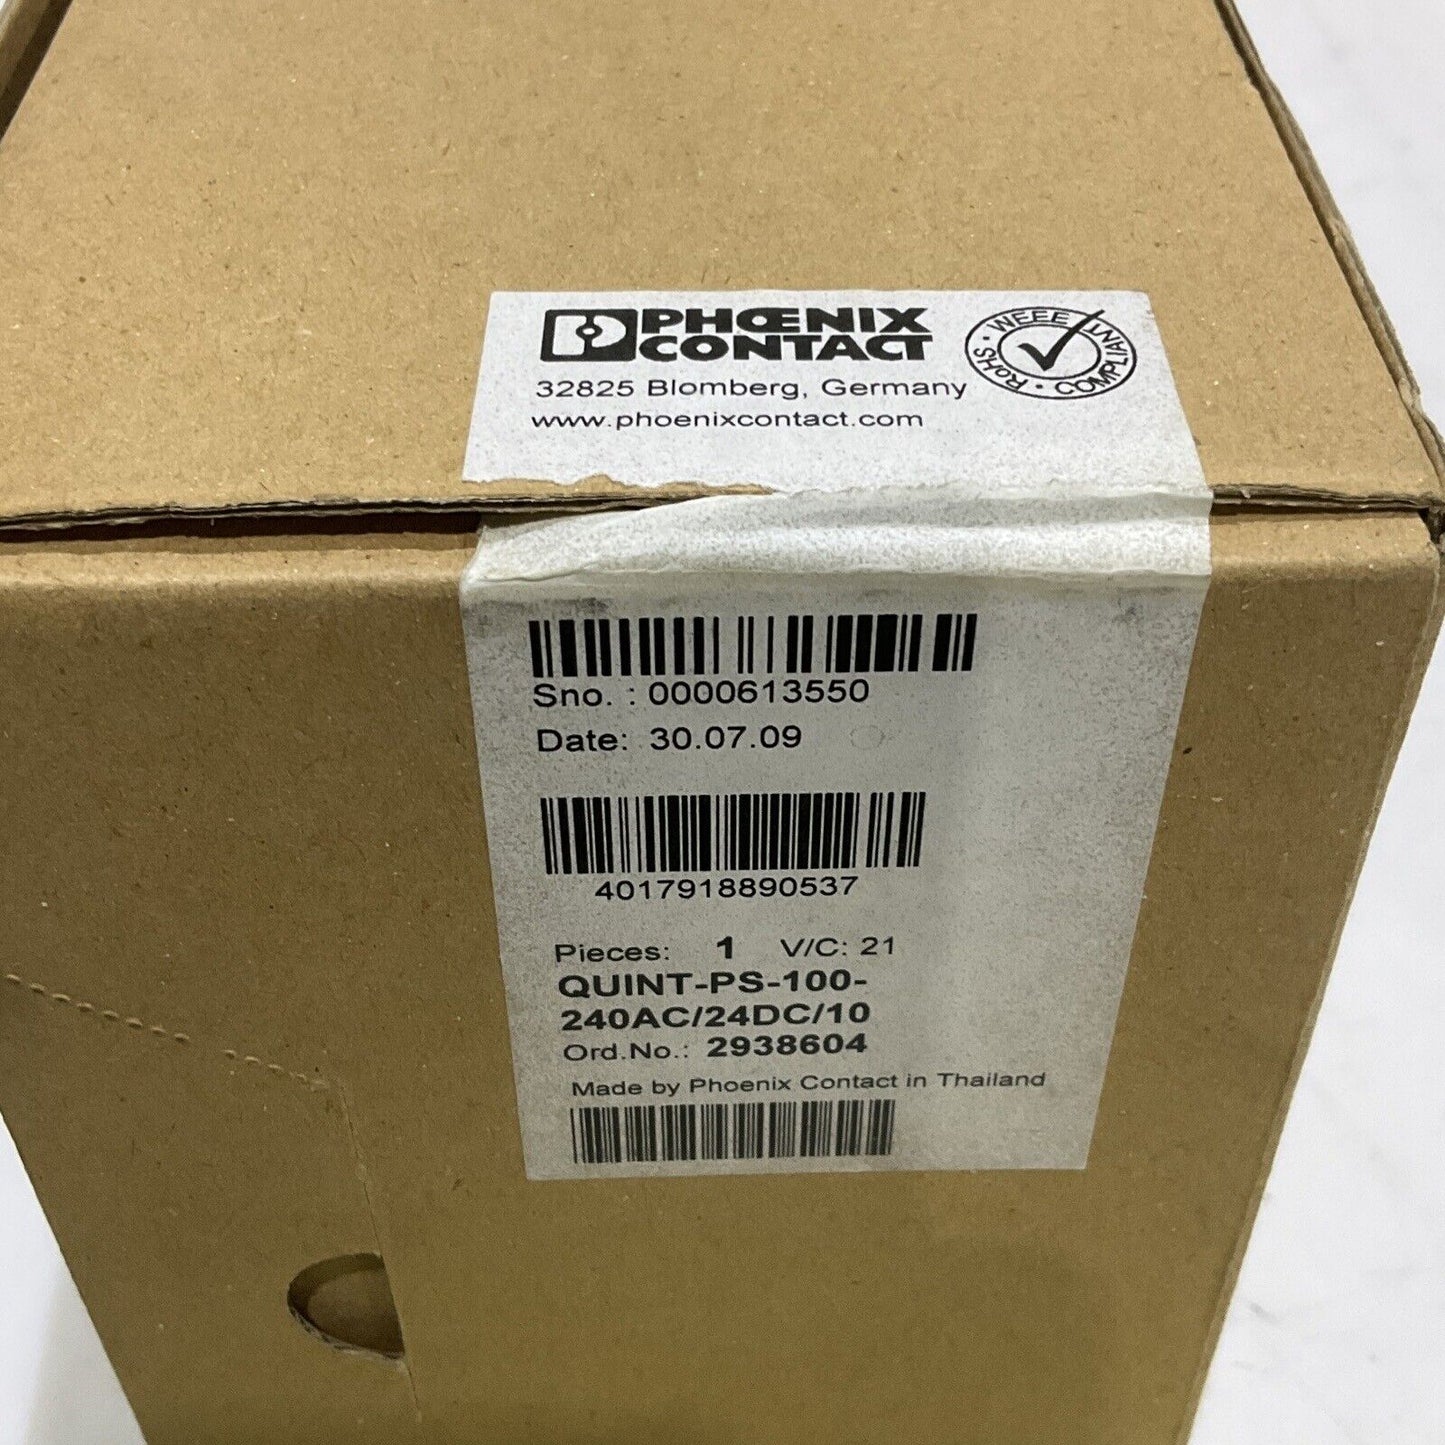 PHŒNIX
CONTACT
WEEE • COMPLIANT • RoHS •
32825 Blomberg, Germany
www.phoenixcontact.com
Sno. : 0000613550
Date: 30.07.09
4017918890537
Pieces: 1 V/C: 21
QUINT-PS-100-
240AC/24DC/10
Ord.No.: 2938604
Made by Phoenix Contact in Thailand